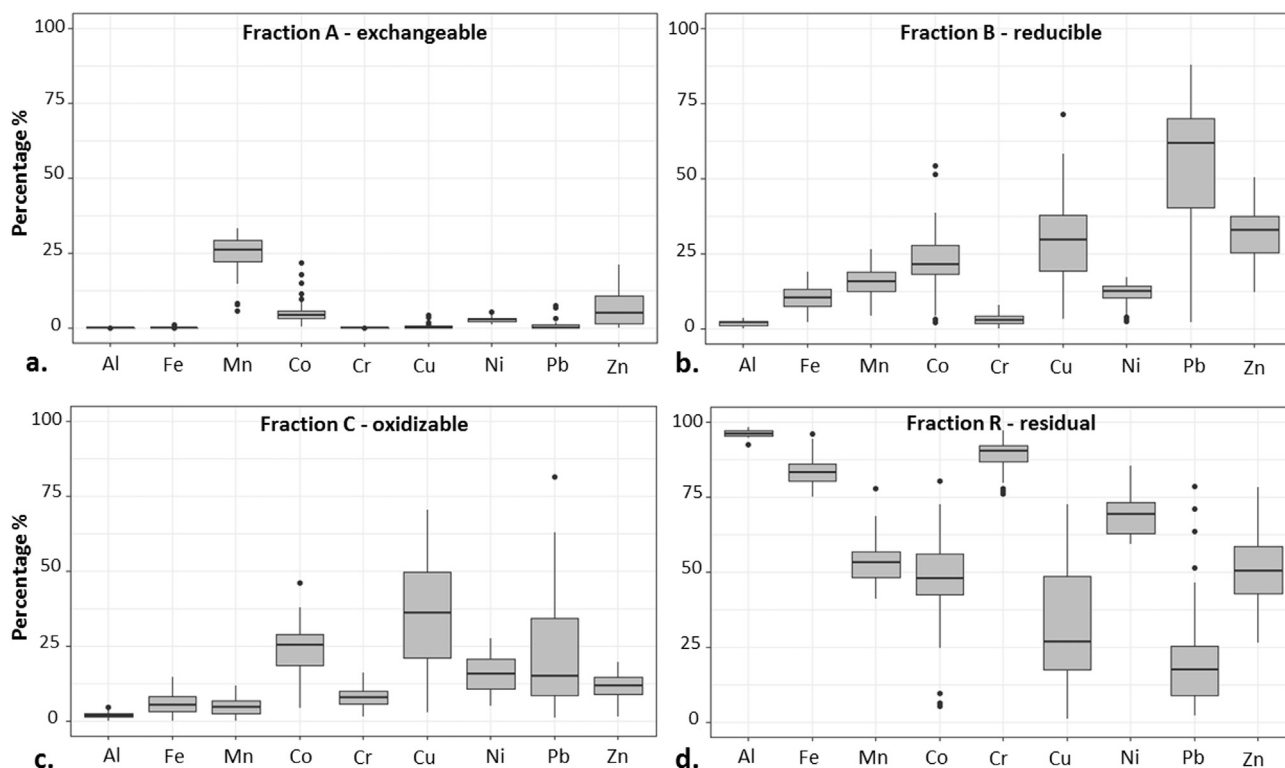 Fraction A - exchangeable
Percentage %
100
75
50
25
0
Al Fe Mn Co Cr Cu Ni Pb Zn
a.
Fraction B - reducible
100
75
50
25
0
Al Fe Mn Co Cr Cu Ni Pb Zn
b.
Fraction C - oxidizable
Percentage %
100
75
50
25
0
Al Fe Mn Co Cr Cu Ni Pb Zn
c.
Fraction R - residual
100
75
50
25
0
Al Fe Mn Co Cr Cu Ni Pb Zn
d.